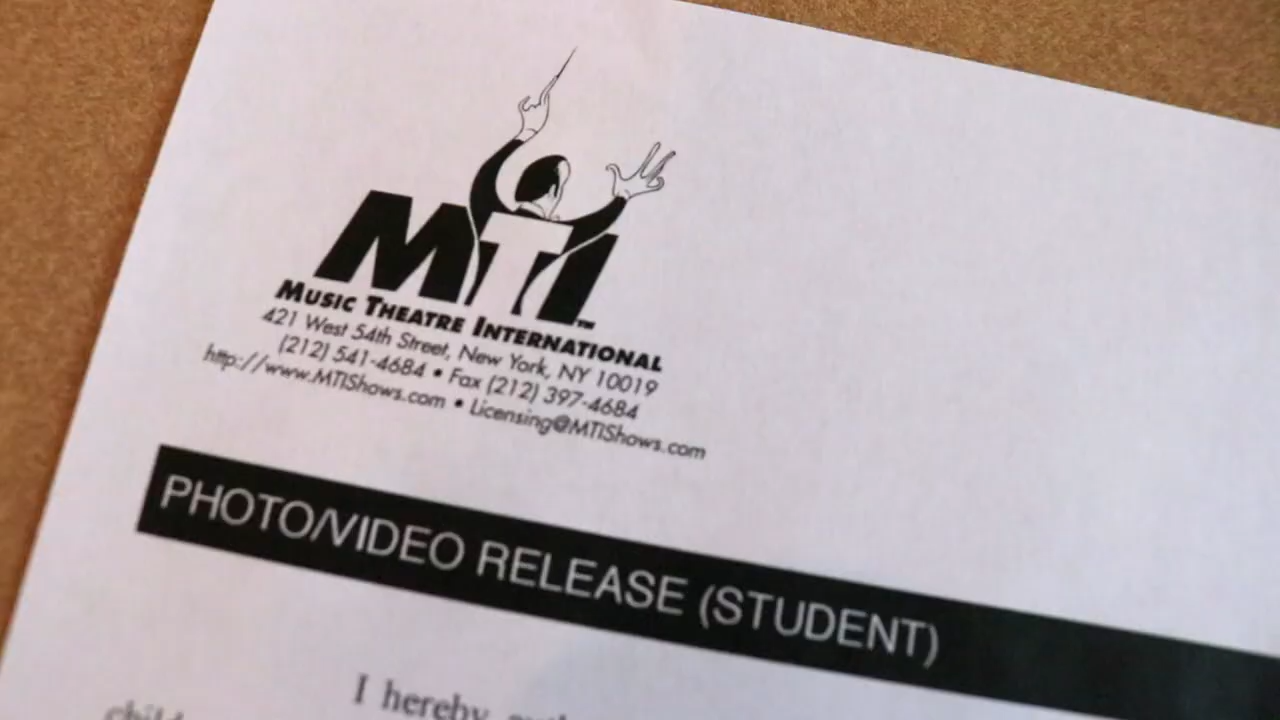 MTI™
MUSIC THEATRE INTERNATIONAL
421 West 54th Street, New York, NY 10019
(212) 541-4684 • Fax (212) 397-4684
http://www.MTIShows.com • Licensing@MTIShows.com
PHOTO/VIDEO RELEASE (STUDENT)
I hereby